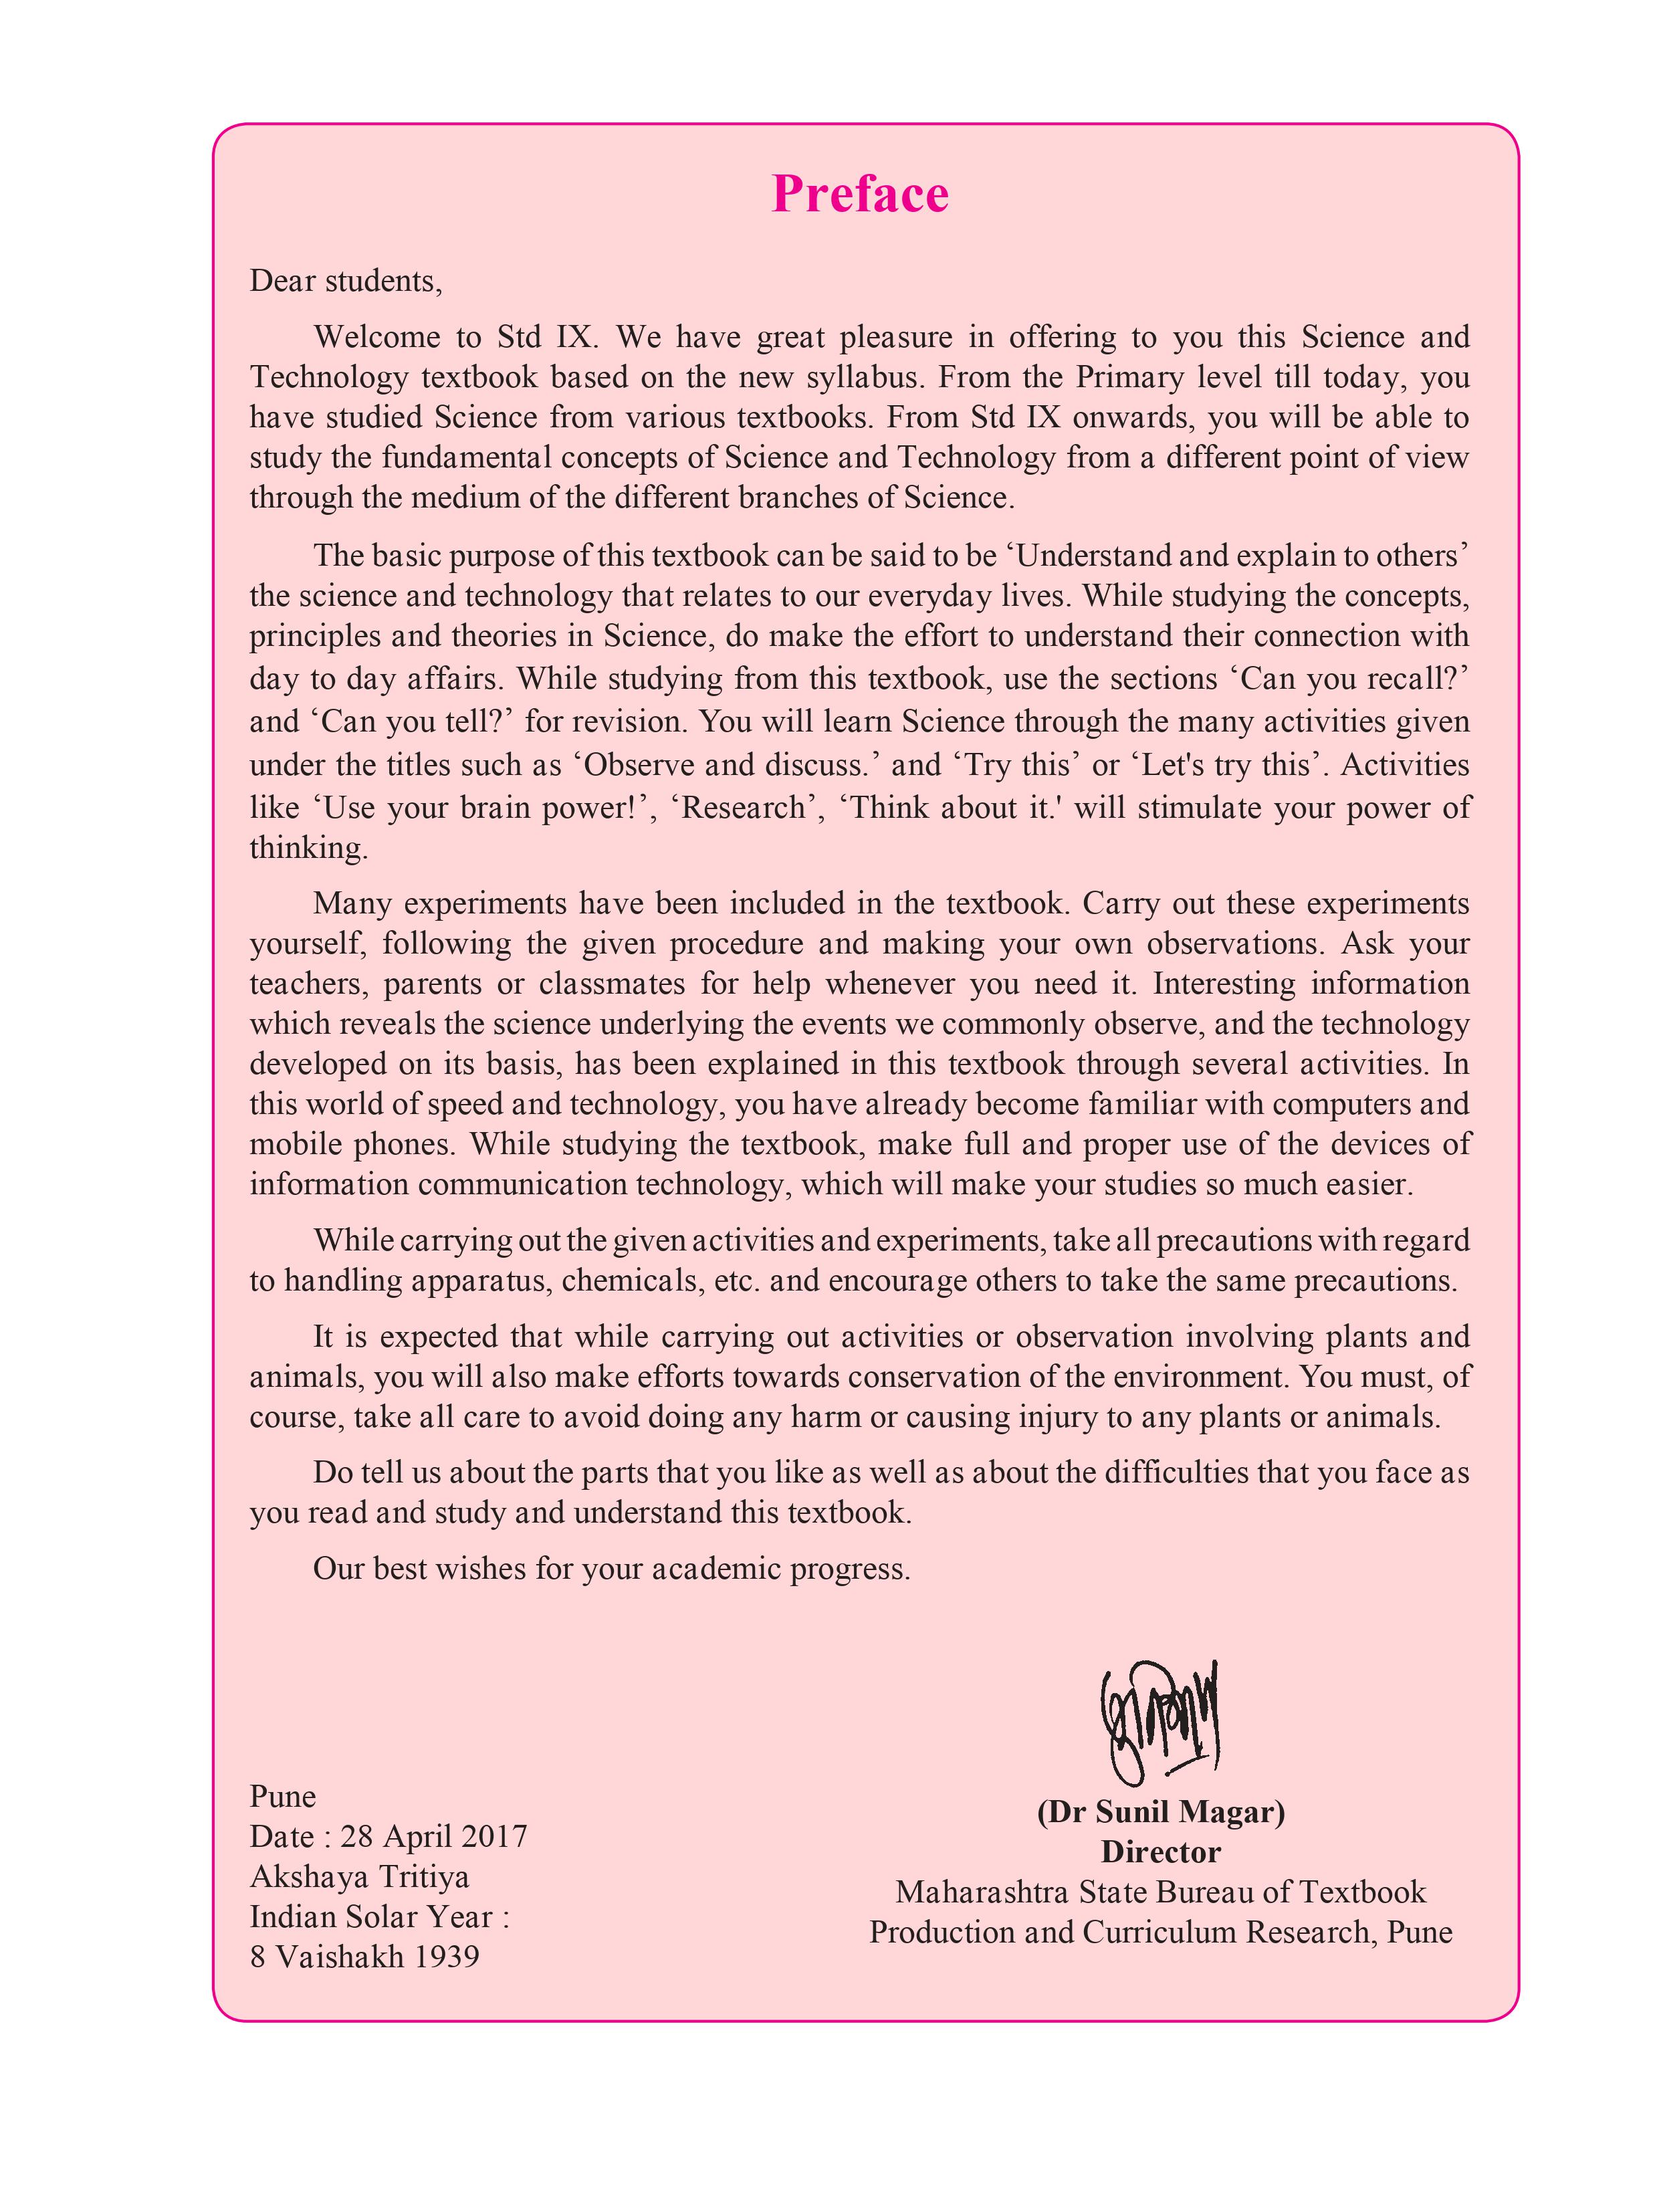 Preface
Dear students,
Welcome to Std IX. We have great pleasure in offering to you this Science and
Technology textbook based on the new syllabus. From the Primary level till today, you
have studied Science from various textbooks. From Std IX onwards, you will be able to
study the fundamental concepts of Science and Technology from a different point of view
through the medium of the different branches of Science.
The basic purpose of this textbook can be said to be ‘Understand and explain to others’
the science and technology that relates to our everyday lives. While studying the concepts,
principles and theories in Science, do make the effort to understand their connection with
day to day affairs. While studying from this textbook, use the sections ‘Can you recall?’
and ‘Can you tell?’ for revision. You will learn Science through the many activities given
under the titles such as ‘Observe and discuss.’ and ‘Try this’ or ‘Let's try this’. Activities
like ‘Use your brain power!’, ‘Research’, ‘Think about it.' will stimulate your power of
thinking.
Many experiments have been included in the textbook. Carry out these experiments
yourself, following the given procedure and making your own observations. Ask your
teachers, parents or classmates for help whenever you need it. Interesting information
which reveals the science underlying the events we commonly observe, and the technology
developed on its basis, has been explained in this textbook through several activities. In
this world of speed and technology, you have already become familiar with computers and
mobile phones. While studying the textbook, make full and proper use of the devices of
information communication technology, which will make your studies so much easier.
While carrying out the given activities and experiments, take all precautions with regard
to handling apparatus, chemicals, etc. and encourage others to take the same precautions.
It is expected that while carrying out activities or observation involving plants and
animals, you will also make efforts towards conservation of the environment. You must, of
course, take all care to avoid doing any harm or causing injury to any plants or animals.
Do tell us about the parts that you like as well as about the difficulties that you face as
you read and study and understand this textbook.
Our best wishes for your academic progress.
Pune
Date : 28 April 2017
Akshaya Tritiya
Indian Solar Year :
8 Vaishakh 1939
(Dr Sunil Magar)
Director
Maharashtra State Bureau of Textbook
Production and Curriculum Research, Pune